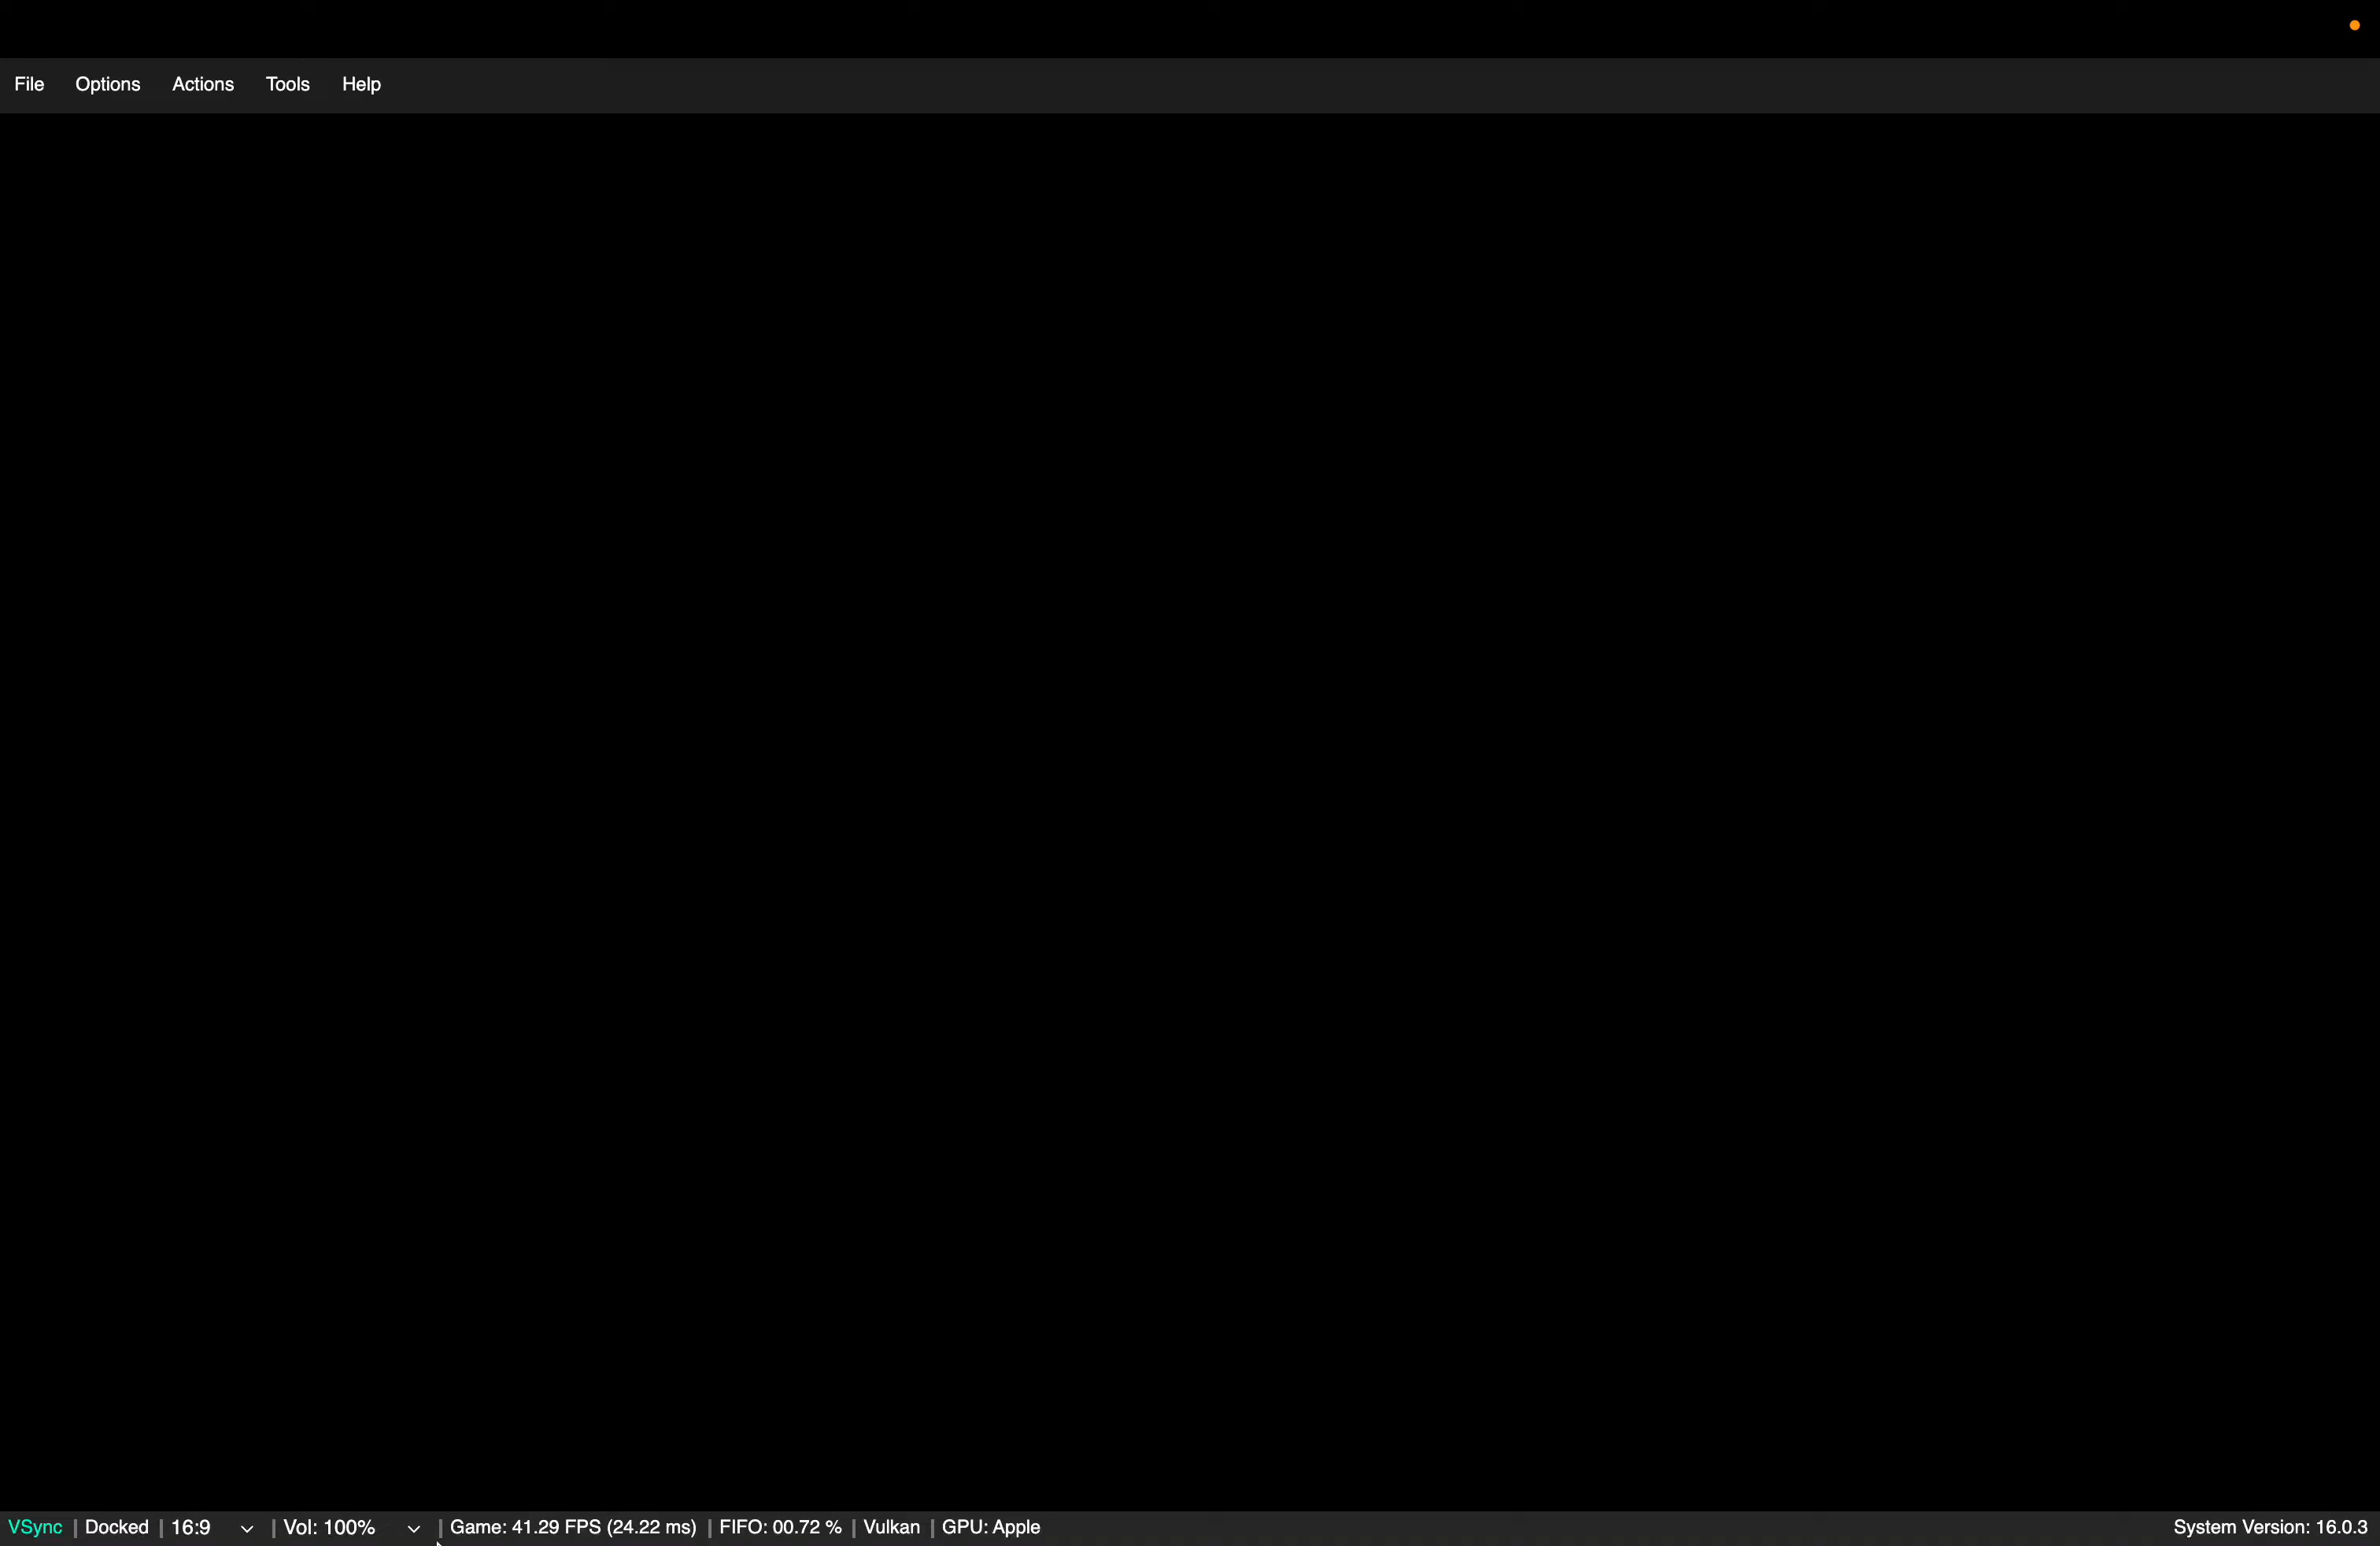 File Options Actions Tools Help
VSync | Docked | 16:9 | Vol: 100% | Game: 41.29 FPS (24.22 ms) | FIFO: 00.72 % | Vulkan | GPU: Apple System Version: 16.0.3